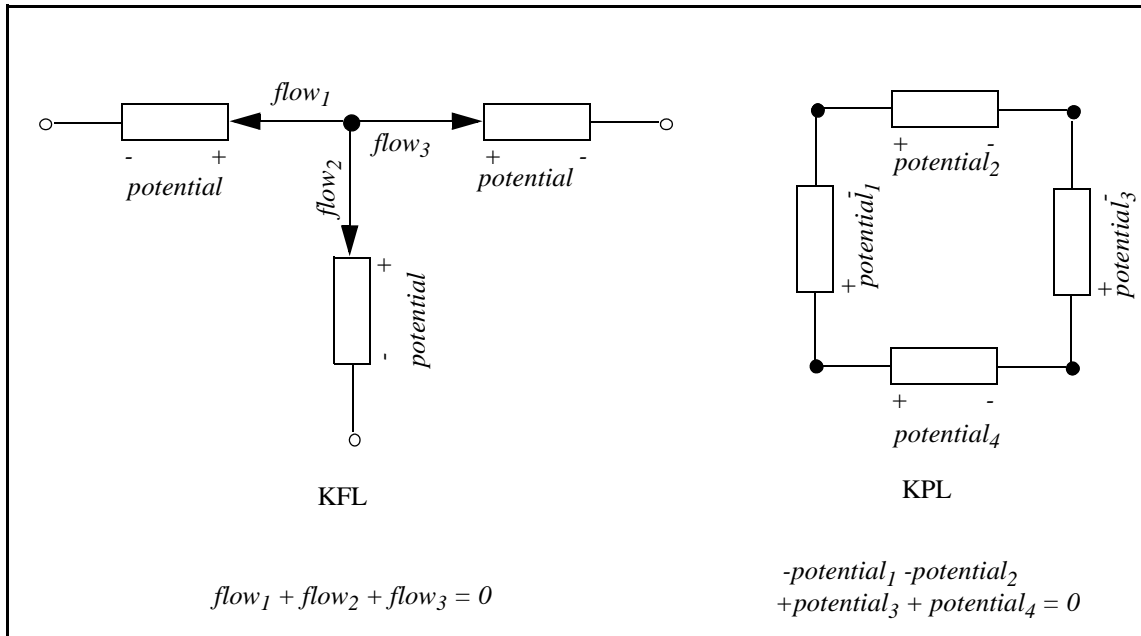 flow1
flow3
flow2
- +
potential
+ -
potential
+
-
potential
KFL
flow1 + flow2 + flow3 = 0
+ -
potential2
-
+
potential1
-
+
potential3
+ -
potential4
KPL
-potential1 -potential2
+potential3 + potential4 = 0